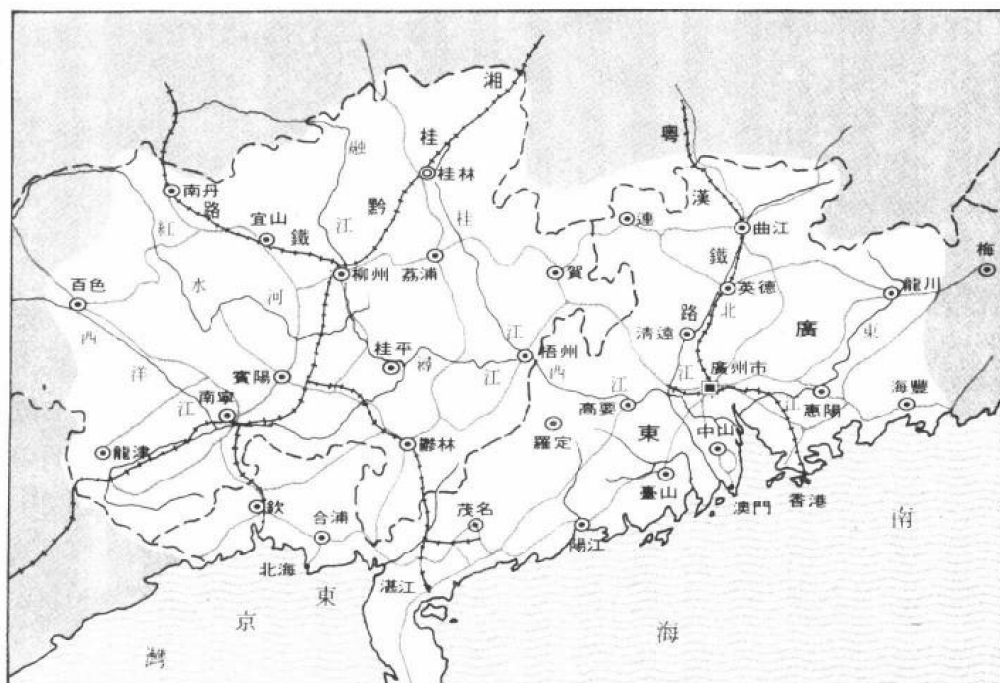 湘
桂
黔
鐵
路
粵
漢
鐵
路
融
江
桂
江
南丹
宜山
桂林
連
曲江
梅
紅
水
河
百色
柳州
荔浦
賀
英德
龍川
清遠
北
江
廣
東
東
江
西
洋
江
賓陽
桂平
潯
江
梧州
西
江
廣州市
惠陽
海豐
南寧
高要
中山
龍津
鬱林
羅定
臺山
澳門
香港
欽
合浦
茂名
陽江
北海
湛江
東
京
灣
南
海